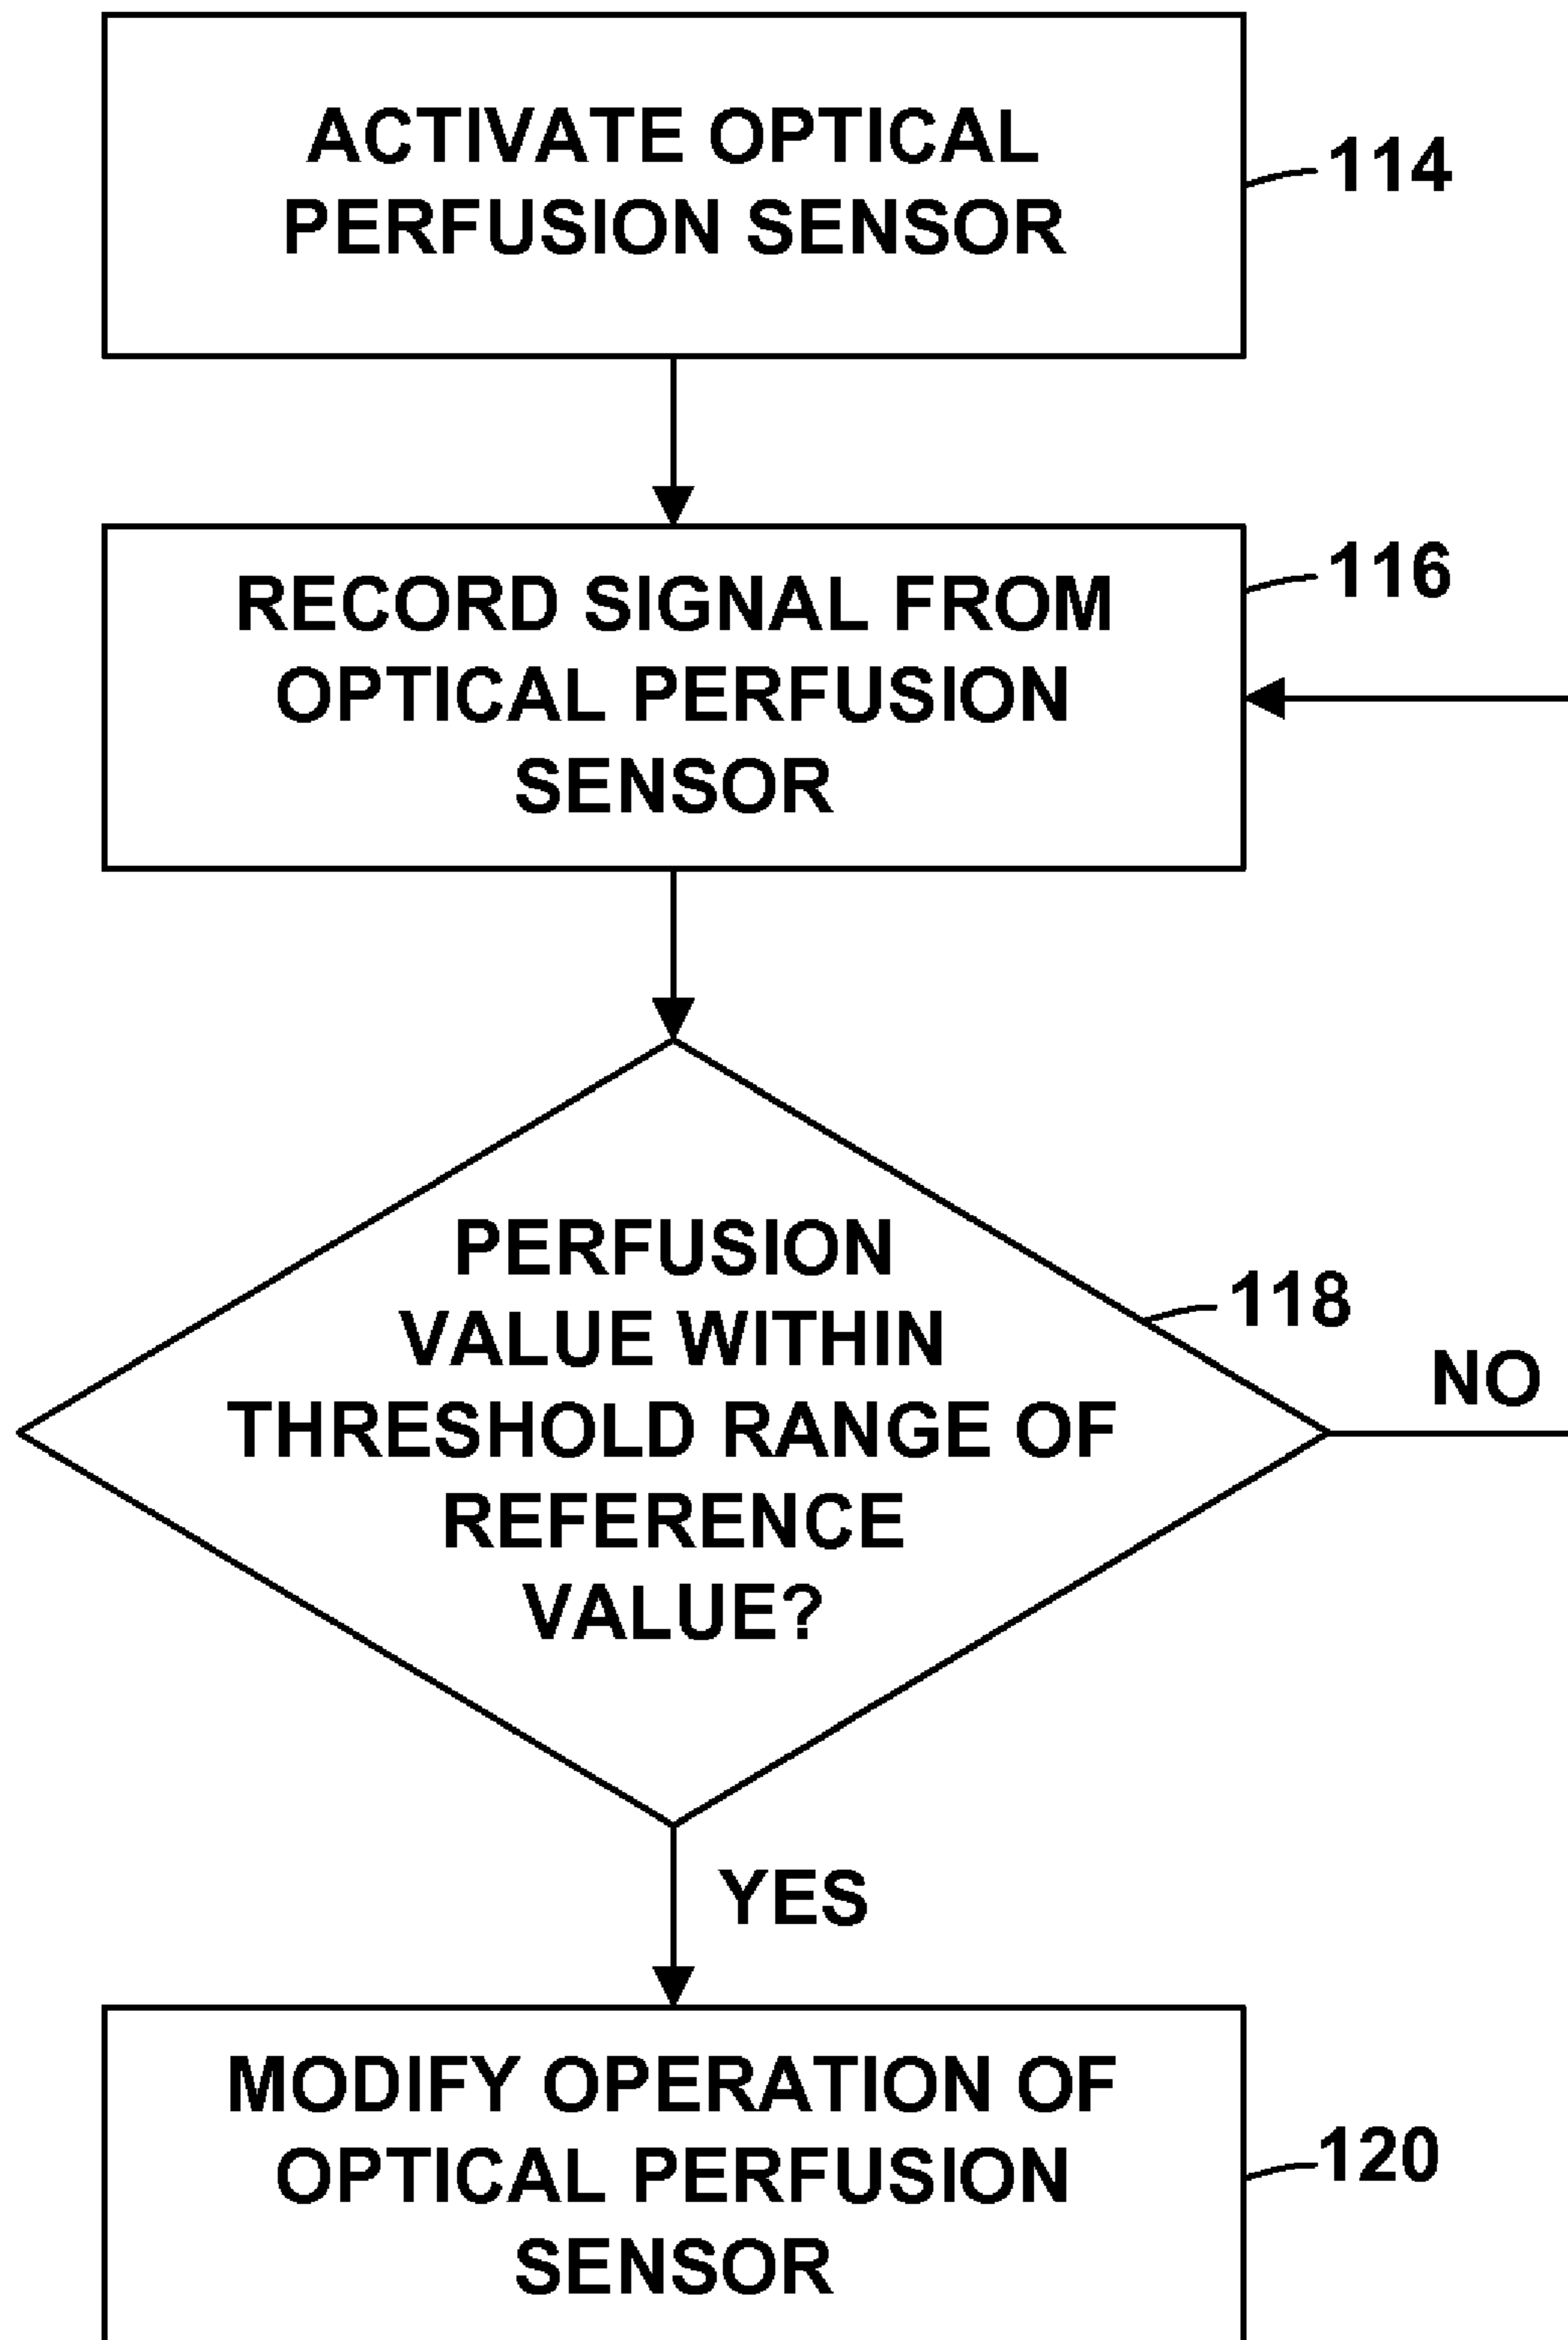 ACTIVATE OPTICAL
PERFUSION SENSOR
114
RECORD SIGNAL FROM
OPTICAL PERFUSION
SENSOR
116
PERFUSION
VALUE WITHIN
THRESHOLD RANGE OF
REFERENCE
VALUE?
118
NO
YES
MODIFY OPERATION OF
OPTICAL PERFUSION
SENSOR
120